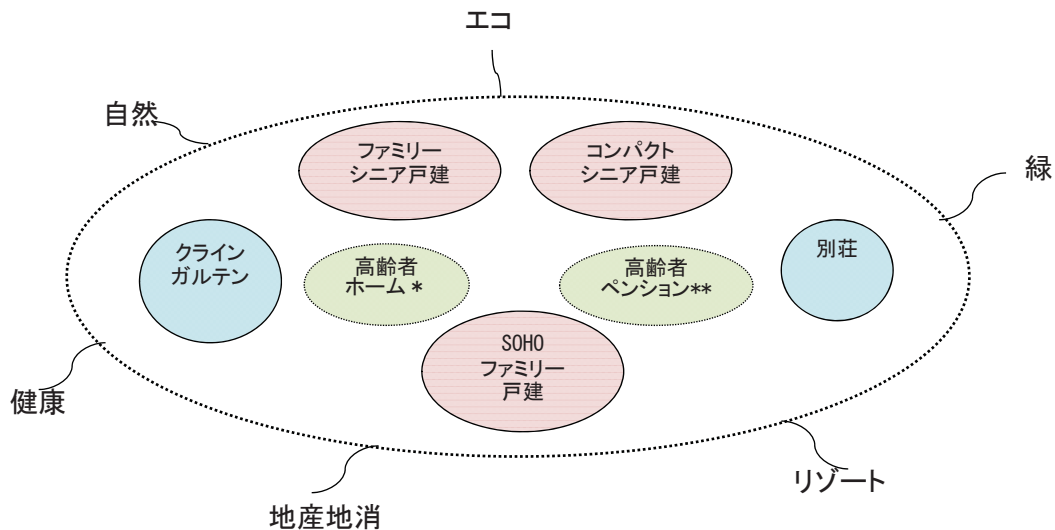 エコ
自然
ファミリー
シニア戸建
コンパクト
シニア戸建
緑
クライン
ガルテン
高齢者
ホーム *
高齢者
ペンション**
別荘
SOHO
ファミリー
戸建
健康
リゾート
地産地消